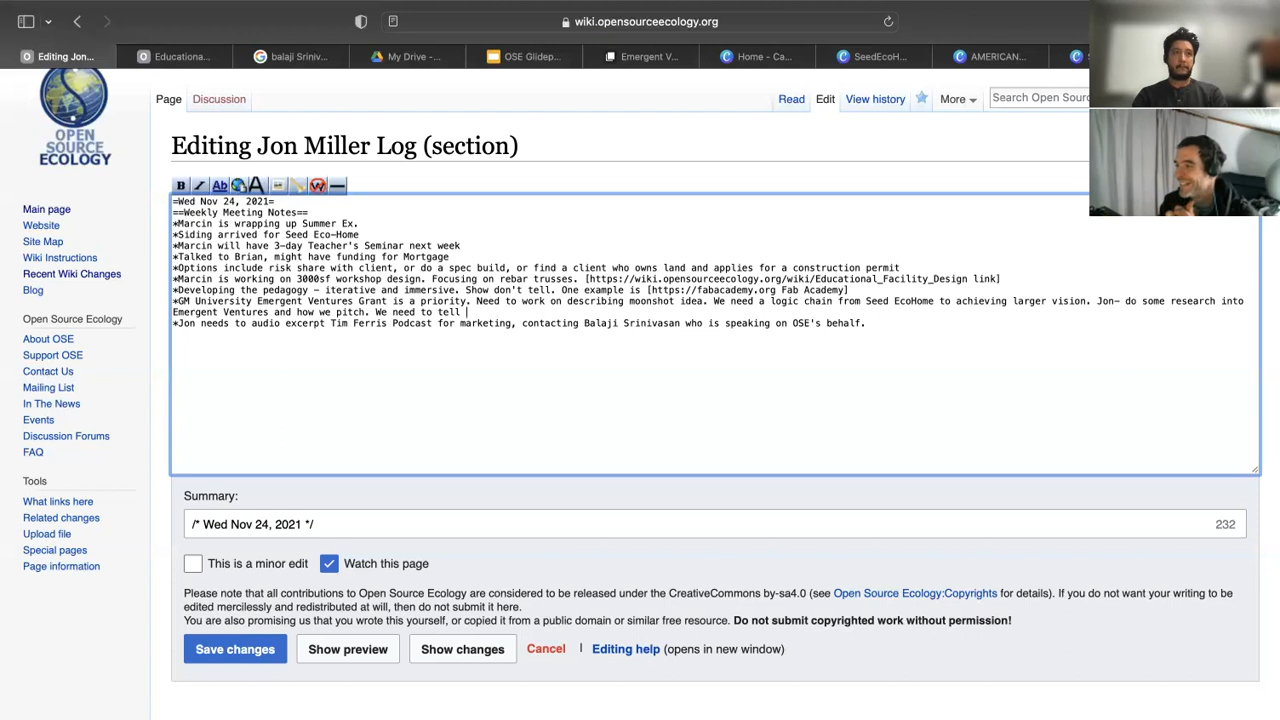 wiki.opensourceecology.org
Editing Jon...
Educationa...
balaji Sriniv...
My Drive -...
OSE Glidep...
Emergent V...
Home - Ca...
SeedEcoH...
AMERICAN...
OPEN
SOURCE
ECOLOGY
Main page
Website
Site Map
Wiki Instructions
Recent Wiki Changes
Blog
Open Source Ecology
About OSE
Support OSE
Contact Us
Mailing List
In The News
Events
Discussion Forums
FAQ
Tools
What links here
Related changes
Upload file
Special pages
Page information
Page Discussion
Read Edit View history More
Search Open Sour
Editing Jon Miller Log (section)
B I Ab A W
=Wed Nov 24, 2021=
==Weekly Meeting Notes==
*Marcin is wrapping up Summer Ex.
*Siding arrived for Seed Eco-Home
*Marcin will have 3-day Teacher's Seminar next week
*Talked to Brian, might have funding for Mortgage
*Options include risk share with client, or do a spec build, or find a client who owns land and applies for a construction permit
*Marcin is working on 3000sf workshop design. Focusing on rebar trusses. [https://wiki.opensourceecology.org/wiki/Educational_Facility_Design link]
*Developing the pedagogy - iterative and immersive. Show don't tell. One example is [https://fabacademy.org Fab Academy]
*GM University Emergent Ventures Grant is a priority. Need to work on describing moonshot idea. We need a logic chain from Seed EcoHome to achieving larger vision. Jon- do some research into
Emergent Ventures and how we pitch. We need to tell
*Jon needs to audio excerpt Tim Ferris Podcast for marketing, contacting Balaji Srinivasan who is speaking on OSE's behalf.
Summary:
/* Wed Nov 24, 2021 */ 232
This is a minor edit Watch this page
Please note that all contributions to Open Source Ecology are considered to be released under the CreativeCommons by-sa4.0 (see Open Source Ecology:Copyrights for details). If you do not want your writing to be
edited mercilessly and redistributed at will, then do not submit it here.
You are also promising us that you wrote this yourself, or copied it from a public domain or similar free resource. Do not submit copyrighted work without permission!
Save changes Show preview Show changes Cancel | Editing help (opens in new window)